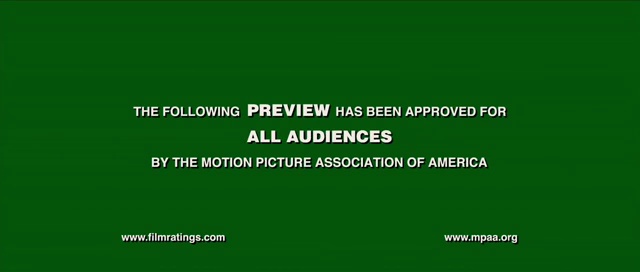 THE FOLLOWING PREVIEW HAS BEEN APPROVED FOR
ALL AUDIENCES
BY THE MOTION PICTURE ASSOCIATION OF AMERICA
www.filmratings.com www.mpaa.org